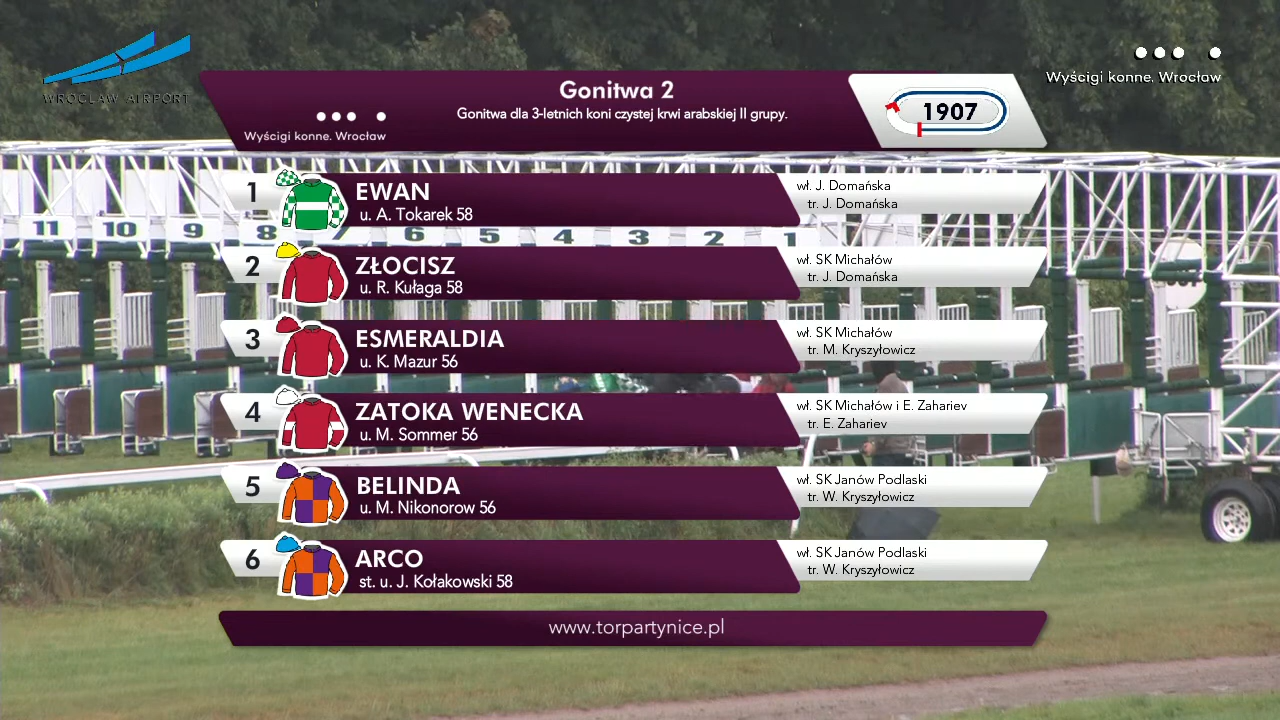 WROCŁAW AIRPORT
Wyścigi konne. Wrocław
Gonitwa 2
Gonitwa dla 3-letnich koni czystej krwi arabskiej II grupy.
Wyścigi konne. Wrocław
1907
1 EWAN
u. A. Tokarek 58
wł. J. Domańska
tr. J. Domańska
11 10 9 8 7 6 5 4 3 2 1
2 ZŁOCISZ
u. R. Kułaga 58
wł. SK Michałów
tr. J. Domańska
3 ESMERALDIA
u. K. Mazur 56
wł. SK Michałów
tr. M. Kryszyłowicz
4 ZATOKA WENECKA
u. M. Sommer 56
wł. SK Michałów i E. Zahariev
tr. E. Zahariev
5 BELINDA
u. M. Nikonorow 56
wł. SK Janów Podlaski
tr. W. Kryszyłowicz
6 ARCO
st. u. J. Kołakowski 58
wł. SK Janów Podlaski
tr. W. Kryszyłowicz
www.torpartynice.pl